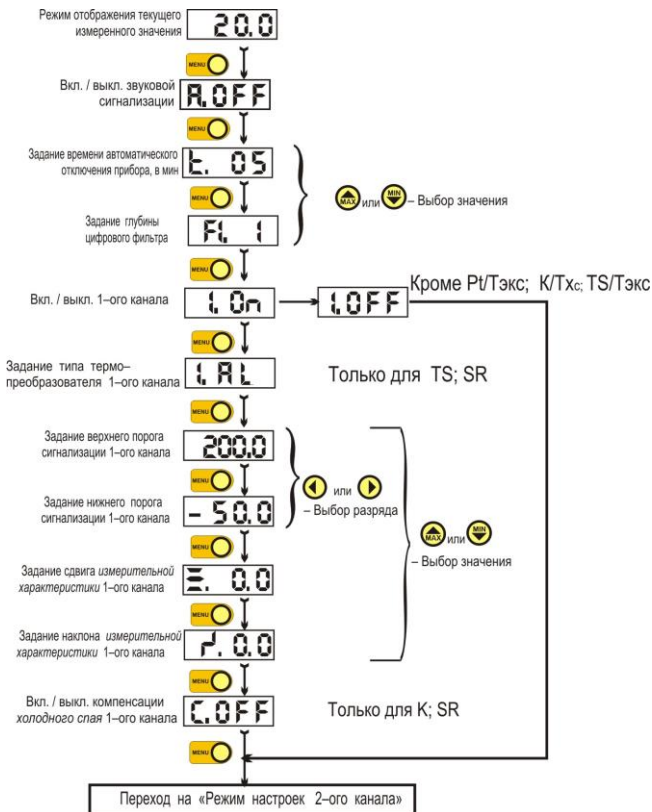 Режим отображения текущего
измеренного значения
20.0
MENU
Вкл. / выкл. звуковой
сигнализации
A.OFF
MENU
Задание времени автоматического
отключения прибора, в мин
t. 05
MENU
MAX или MIN – Выбор значения
Задание глубины
цифрового фильтра
FI. 1
MENU
Вкл. / выкл. 1–ого канала
1. On
1.OFF
Кроме Pt/Тэкс; К/Тхс; TS/Тэкс
MENU
Задание типа термо–
преобразователя 1–ого канала
1. AL
Только для TS; SR
MENU
Задание верхнего порога
сигнализации 1–ого канала
200.0
MENU
или
– Выбор разряда
Задание нижнего порога
сигнализации 1–ого канала
- 50.0
MAX или MIN
– Выбор значения
MENU
Задание сдвига измерительной
характеристики 1–ого канала
0.0
MENU
Задание наклона измерительной
характеристики 1–ого канала
0.0
MENU
Вкл. / выкл. компенсации
холодного спая 1–ого канала
C.OFF
Только для K; SR
MENU
Переход на «Режим настроек 2–ого канала»